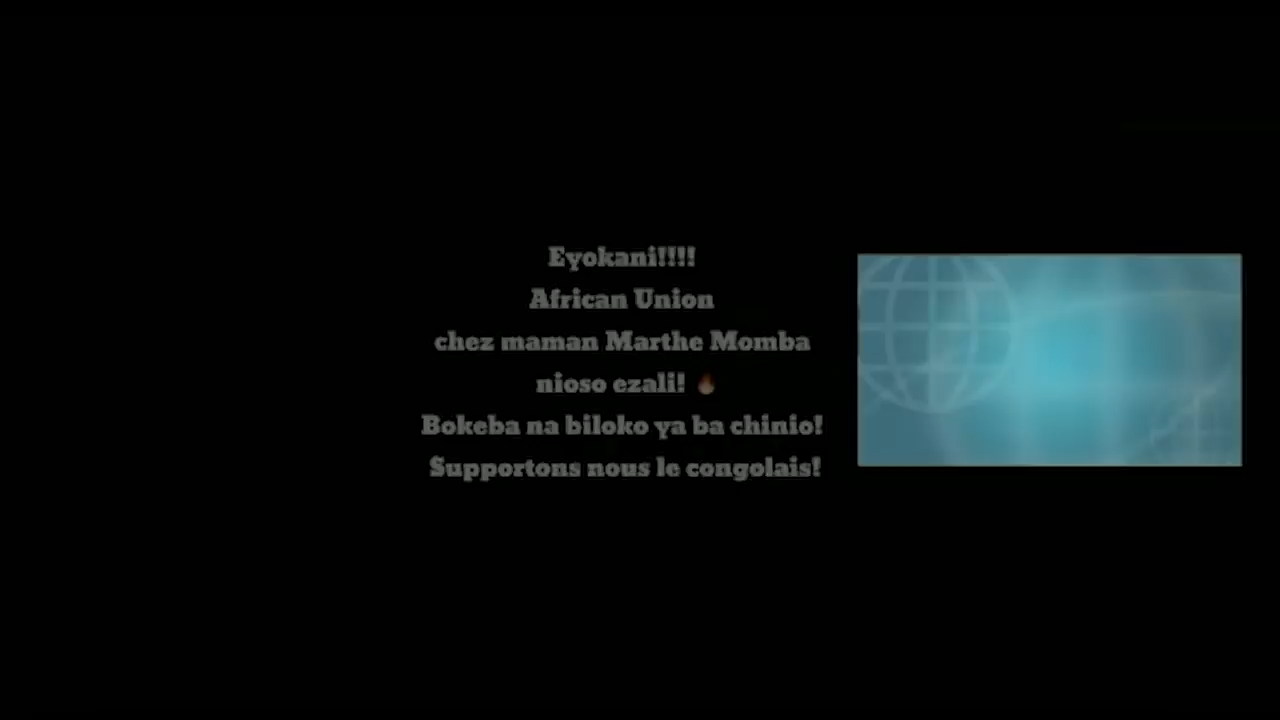 Eyokani!!!!
African Union
chez maman Marthe Momba
nioso ezali! 🔥
Bokeba na biloko ya ba chinio!
Supportons nous le congolais!